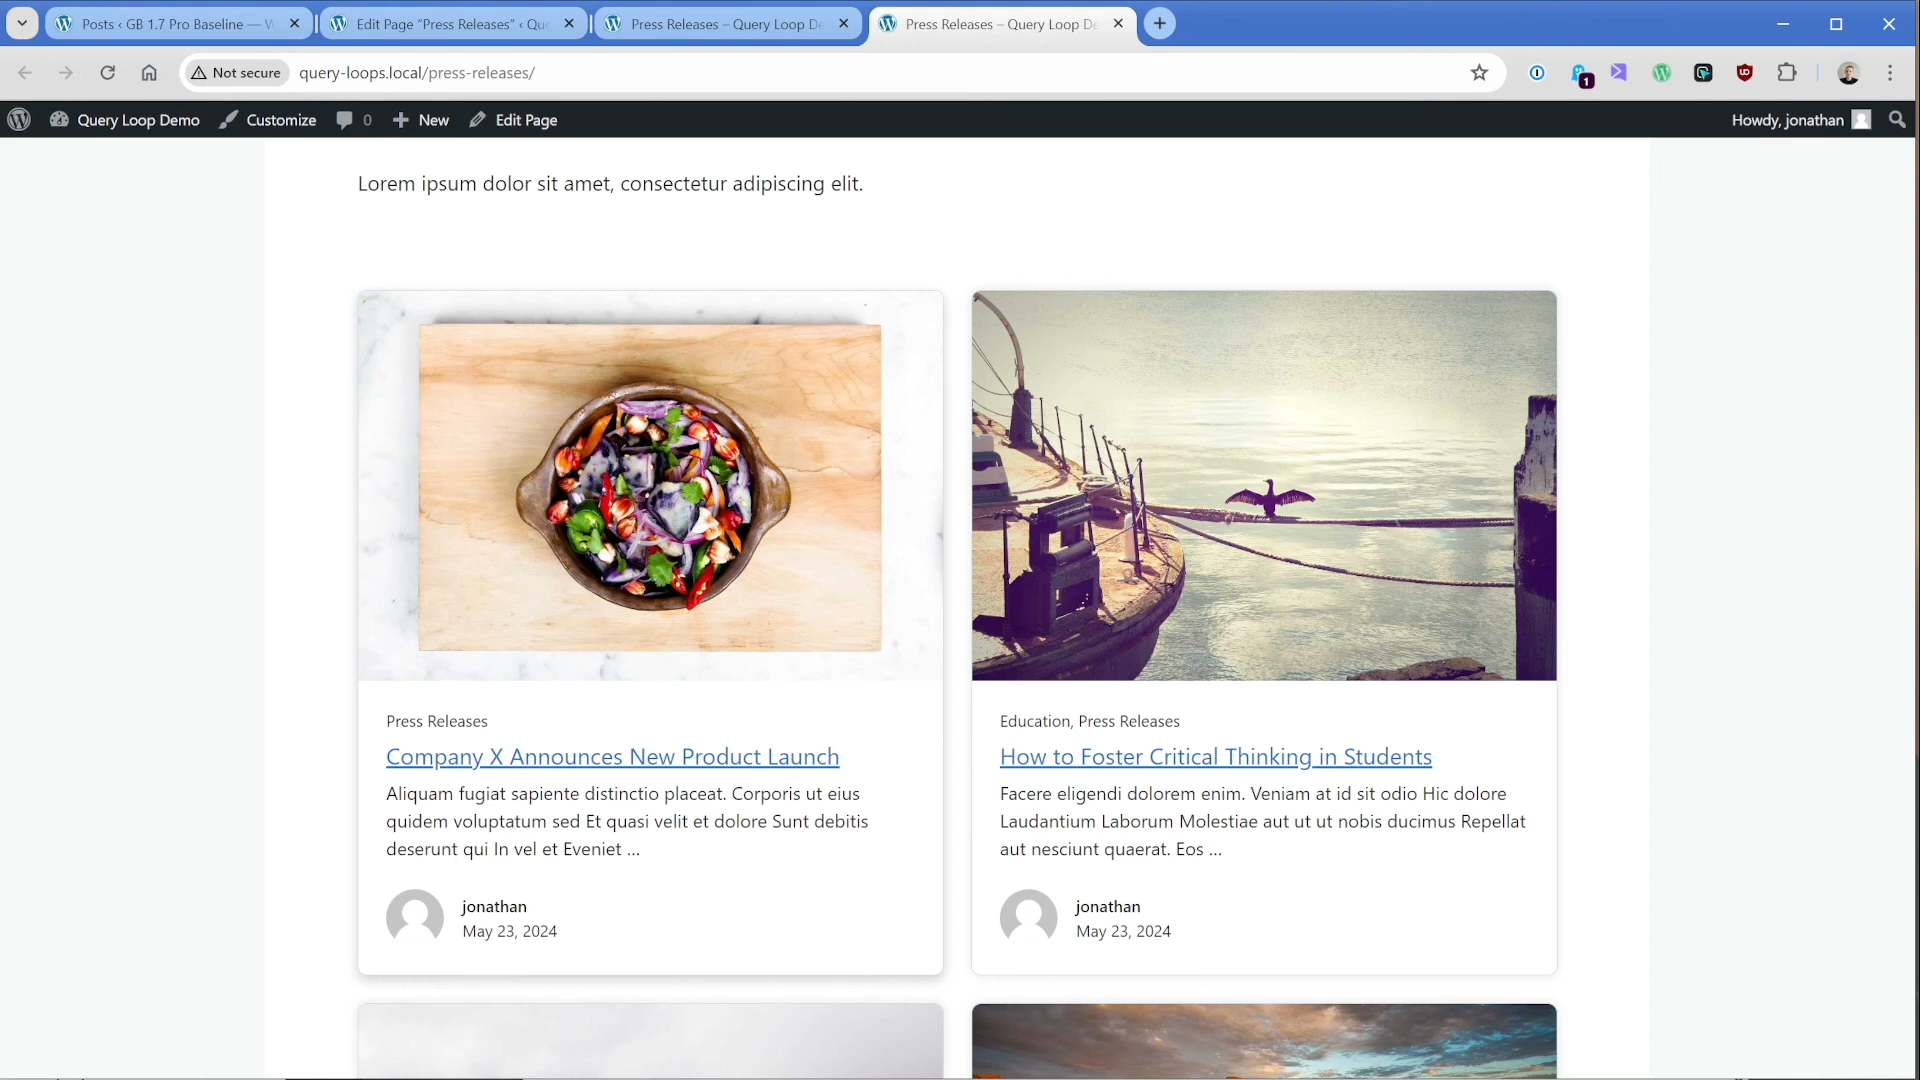 Posts ‹ GB 1.7 Pro Baseline — W
Edit Page “Press Releases” ‹ Que
Press Releases – Query Loop De
Press Releases – Query Loop De
Not secure
query-loops.local/press-releases/
1
Query Loop Demo
Customize
0
New
Edit Page
Howdy, jonathan
Lorem ipsum dolor sit amet, consectetur adipiscing elit.
Press Releases
Company X Announces New Product Launch
Aliquam fugiat sapiente distinctio placeat. Corporis ut eius
quidem voluptatum sed Et quasi velit et dolore Sunt debitis
deserunt qui In vel et Eveniet ...
jonathan
May 23, 2024
Education, Press Releases
How to Foster Critical Thinking in Students
Facere eligendi dolorem enim. Veniam at id sit odio Hic dolore
Laudantium Laborum Molestiae aut ut ut nobis ducimus Repellat
aut nesciunt quaerat. Eos ...
jonathan
May 23, 2024